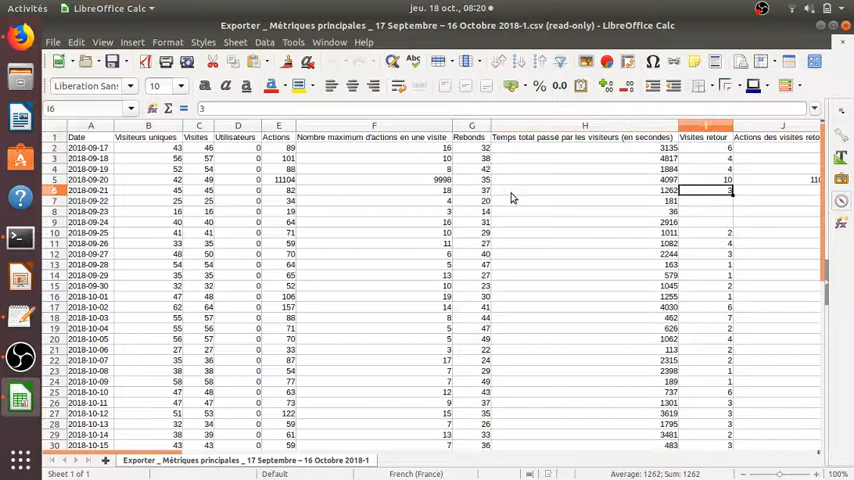 Activités LibreOffice Calc jeu. 18 oct., 08:20
Exporter _ Métriques principales _ 17 Septembre – 16 Octobre 2018-1.csv (read-only) - LibreOffice Calc
File Edit View Insert Format Styles Sheet Data Tools Window Help
Liberation Sans 10
I6 3
A B C D E F G H I J
1 Date Visiteurs uniques Visites Utilisateurs Actions Nombre maximum d'actions en une visite Rebonds Temps total passé par les visiteurs (en secondes) Visites retour Actions des visites reto
2 2018-09-17 43 46 0 89 16 32 3135 6
3 2018-09-18 56 57 0 101 10 38 4817 4
4 2018-09-19 52 54 0 88 8 42 1884 4
5 2018-09-20 42 49 0 11104 9998 35 4097 10 110
6 2018-09-21 45 45 0 82 18 37 1262 3
7 2018-09-22 25 25 0 34 4 20 181
8 2018-09-23 16 16 0 19 3 14 36
9 2018-09-24 40 40 0 64 16 31 2916
10 2018-09-25 41 41 0 71 10 29 1011 2
11 2018-09-26 33 35 0 59 11 27 1082 4
12 2018-09-27 48 50 0 70 6 40 2244 3
13 2018-09-28 54 54 0 64 5 47 163 1
14 2018-09-29 35 35 0 65 13 27 579 1
15 2018-09-30 32 32 0 52 10 23 1045 2
16 2018-10-01 47 48 0 106 19 30 1255 1
17 2018-10-02 62 64 0 157 14 41 4030 6
18 2018-10-03 55 57 0 88 8 44 462 7
19 2018-10-04 55 56 0 71 5 47 626 2
20 2018-10-05 56 57 0 70 5 49 1062 4
21 2018-10-06 27 27 0 33 3 22 113 2
22 2018-10-07 35 36 0 87 17 24 2315 2
23 2018-10-08 38 38 0 54 7 29 2398 1
24 2018-10-09 58 58 0 77 7 49 189 1
25 2018-10-10 47 48 0 63 12 43 737 6
26 2018-10-11 46 47 0 73 9 37 1301 3
27 2018-10-12 51 53 0 122 15 35 3619 3
28 2018-10-13 32 34 0 59 7 26 1795 3
29 2018-10-14 38 39 0 61 13 33 3481 2
30 2018-10-15 43 43 0 59 7 36 483 3
Exporter _ Métriques principales _ 17 Septembre – 16 Octobre 2018-1
Sheet 1 of 1 Default French (France) Average: 1262; Sum: 1262 100%